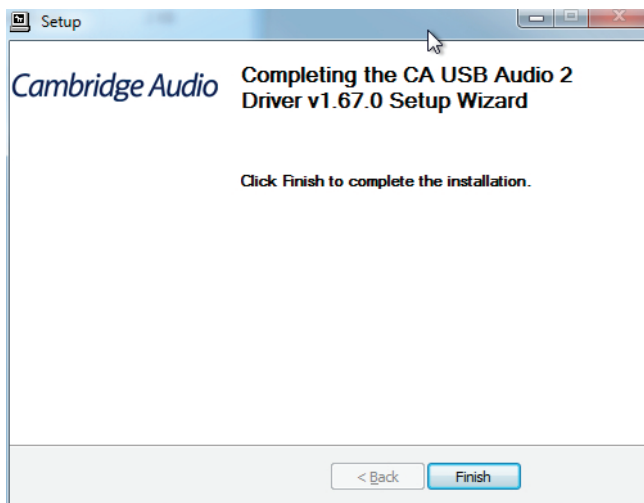 Setup
Cambridge Audio
Completing the CA USB Audio 2
Driver v1.67.0 Setup Wizard
Click Finish to complete the installation.
< Back
Finish